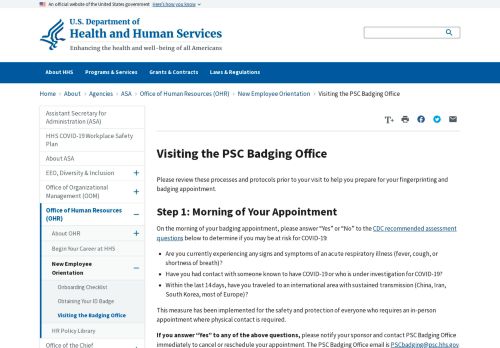 An official website of the United States government Here's how you know
U.S. Department of
Health and Human Services
Enhancing the health and well-being of all Americans
About HHS Programs & Services Grants & Contracts Laws & Regulations
Home › About › Agencies › ASA › Office of Human Resources (OHR) › New Employee Orientation › Visiting the PSC Badging Office
Assistant Secretary for
Administration (ASA)
HHS COVID-19 Workplace Safety
Plan
About ASA
EEO, Diversity & Inclusion +
Office of Organizational
Management (OOM) +
Office of Human Resources
(OHR) –
About OHR +
Begin Your Career at HHS
New Employee
Orientation –
Onboarding Checklist
Obtaining Your ID Badge
Visiting the Badging Office
HR Policy Library
Office of the Chief
T+
Visiting the PSC Badging Office
Please review these processes and protocols prior to your visit to help you prepare for your fingerprinting and
badging appointment.
Step 1: Morning of Your Appointment
On the morning of your badging appointment, please answer “Yes” or “No” to the CDC recommended assessment
questions below to determine if you may be at risk for COVID-19:
• Are you currently experiencing any signs and symptoms of an acute respiratory illness (fever, cough, or
shortness of breath)?
• Have you had contact with someone known to have COVID-19 or who is under investigation for COVID-19?
• Within the last 14 days, have you traveled to an international area with sustained transmission (China, Iran,
South Korea, most of Europe)?
This measure has been implemented for the safety and protection of everyone who requires an in-person
appointment where physical contact is required.
If you answer “Yes” to any of the above questions, please notify your sponsor and contact PSC Badging Office
immediately to cancel or reschedule your appointment. The PSC Badging Office email is PSCbadging@psc.hhs.gov